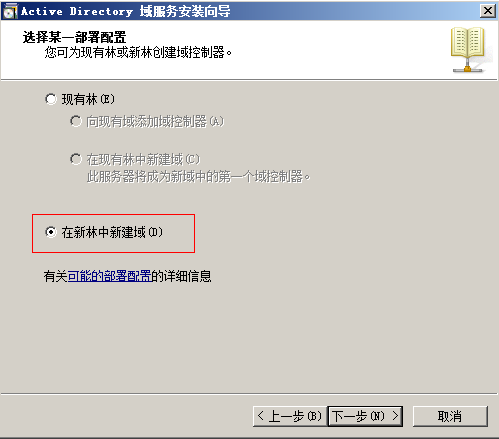 Active Directory 域服务安装向导
选择某一部署配置
您可为现有林或新林创建域控制器。
现有林(E)
向现有域添加域控制器(A)
在现有林中新建域(C)
此服务器将成为新域中的第一个域控制器。
在新林中新建域(D)
有关可能的部署配置的详细信息
< 上一步(B) 下一步(N) > 取消